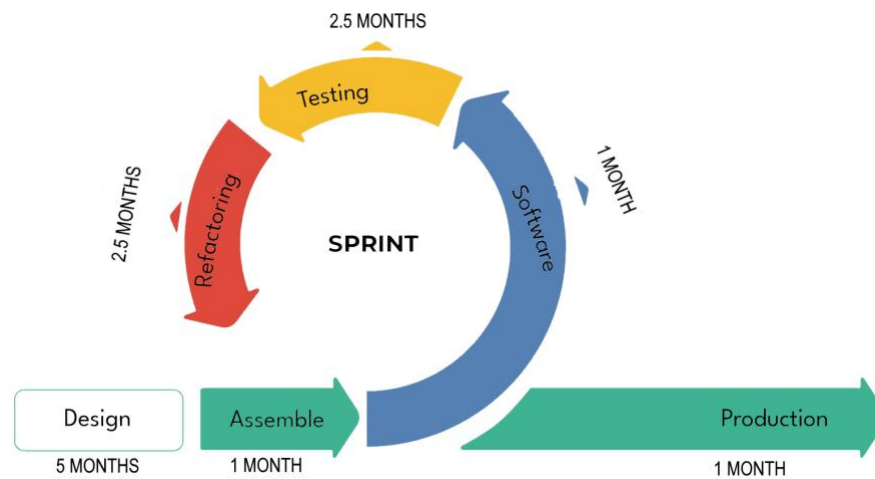 2.5 MONTHS
Testing
1 MONTH
Software
Refactoring
2.5 MONTHS
SPRINT
Design
Assemble
Production
5 MONTHS
1 MONTH
1 MONTH